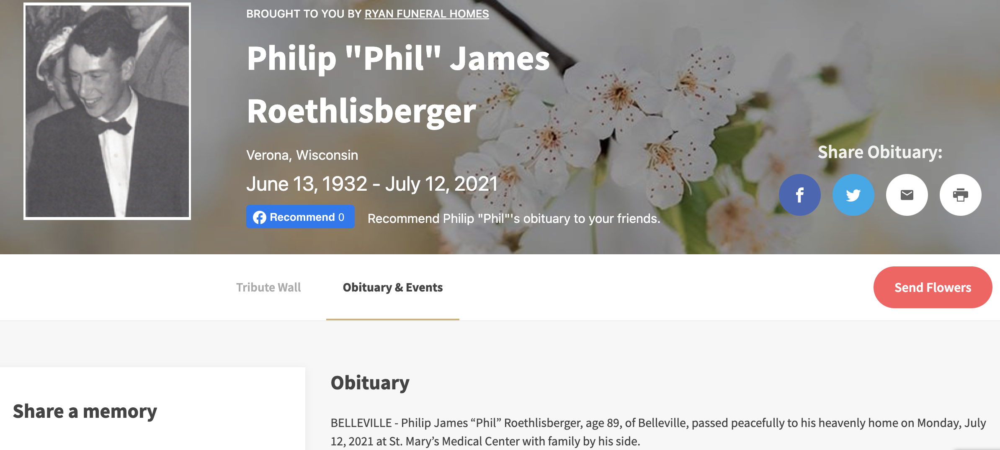 BROUGHT TO YOU BY RYAN FUNERAL HOMES
Philip "Phil" James
Roethlisberger
Verona, Wisconsin
June 13, 1932 - July 12, 2021
Recommend 0
Recommend Philip "Phil"'s obituary to your friends.
Share Obituary:
Tribute Wall
Obituary & Events
Send Flowers
Share a memory
Obituary
BELLEVILLE - Philip James “Phil” Roethlisberger, age 89, of Belleville, passed peacefully to his heavenly home on Monday, July
12, 2021 at St. Mary’s Medical Center with family by his side.